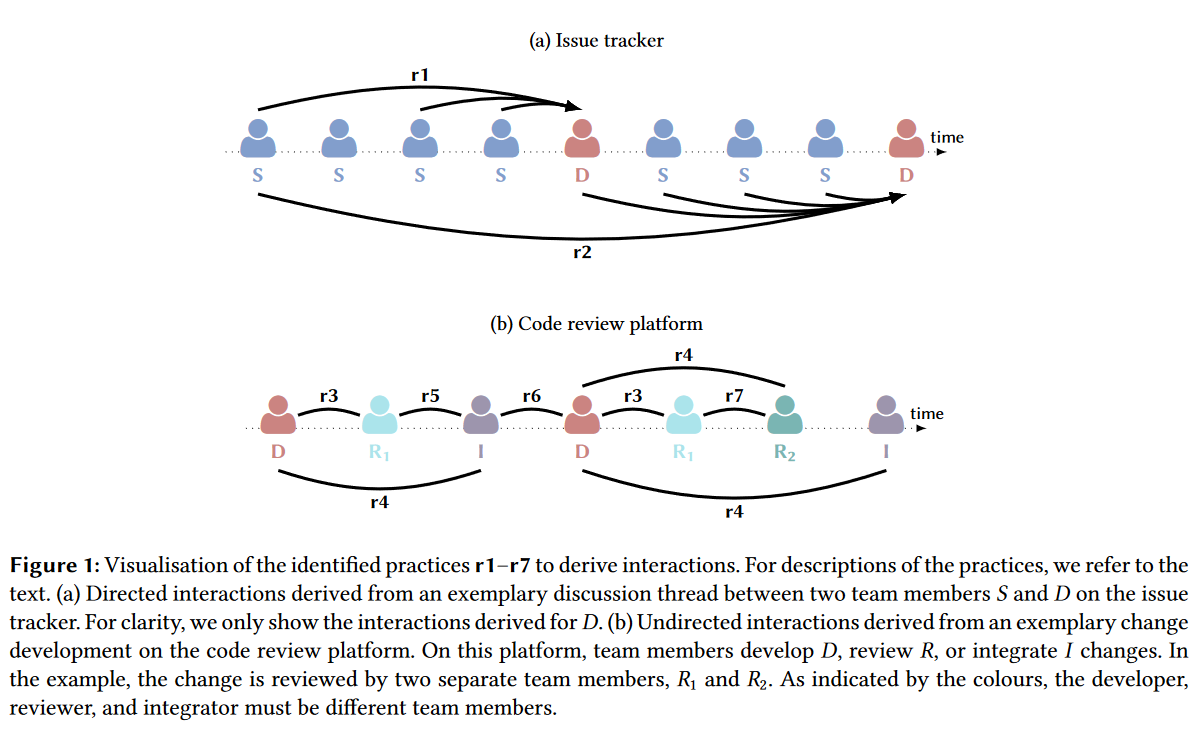 (a) Issue tracker
r1
time
S S S S D S S S D
r2
(b) Code review platform
r4
r3 r5 r6 r3 r7
time
D R₁ I D R₁ R₂ I
r4 r4
Figure 1: Visualisation of the identified practices r1–r7 to derive interactions. For descriptions of the practices, we refer to the
text. (a) Directed interactions derived from an exemplary discussion thread between two team members S and D on the issue
tracker. For clarity, we only show the interactions derived for D. (b) Undirected interactions derived from an exemplary change
development on the code review platform. On this platform, team members develop D, review R, or integrate I changes. In
the example, the change is reviewed by two separate team members, R₁ and R₂. As indicated by the colours, the developer,
reviewer, and integrator must be different team members.